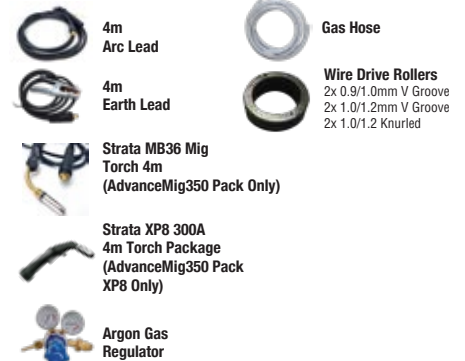 4m
Arc Lead
4m
Earth Lead
Strata MB36 Mig
Torch 4m
(AdvanceMig350 Pack Only)
Strata XP8 300A
4m Torch Package
(AdvanceMig350 Pack
XP8 Only)
Argon Gas
Regulator
Gas Hose
Wire Drive Rollers
2x 0.9/1.0mm V Groove
2x 1.0/1.2mm V Groove
2x 1.0/1.2 Knurled